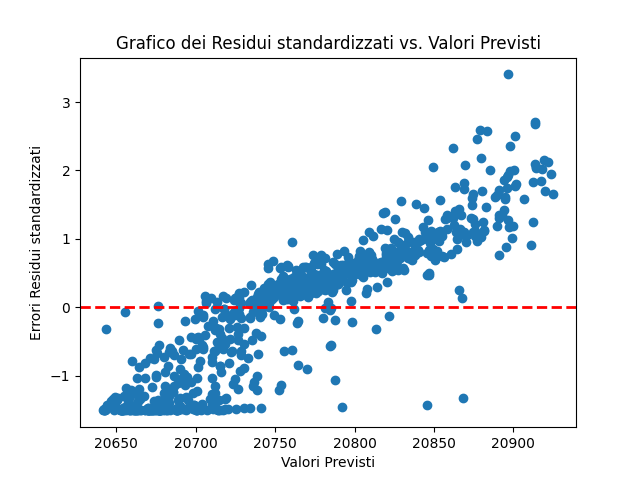 Grafico dei Residui standardizzati vs. Valori Previsti
Errori Residui standardizzati
3
2
1
0
−1
20650 20700 20750 20800 20850 20900
Valori Previsti